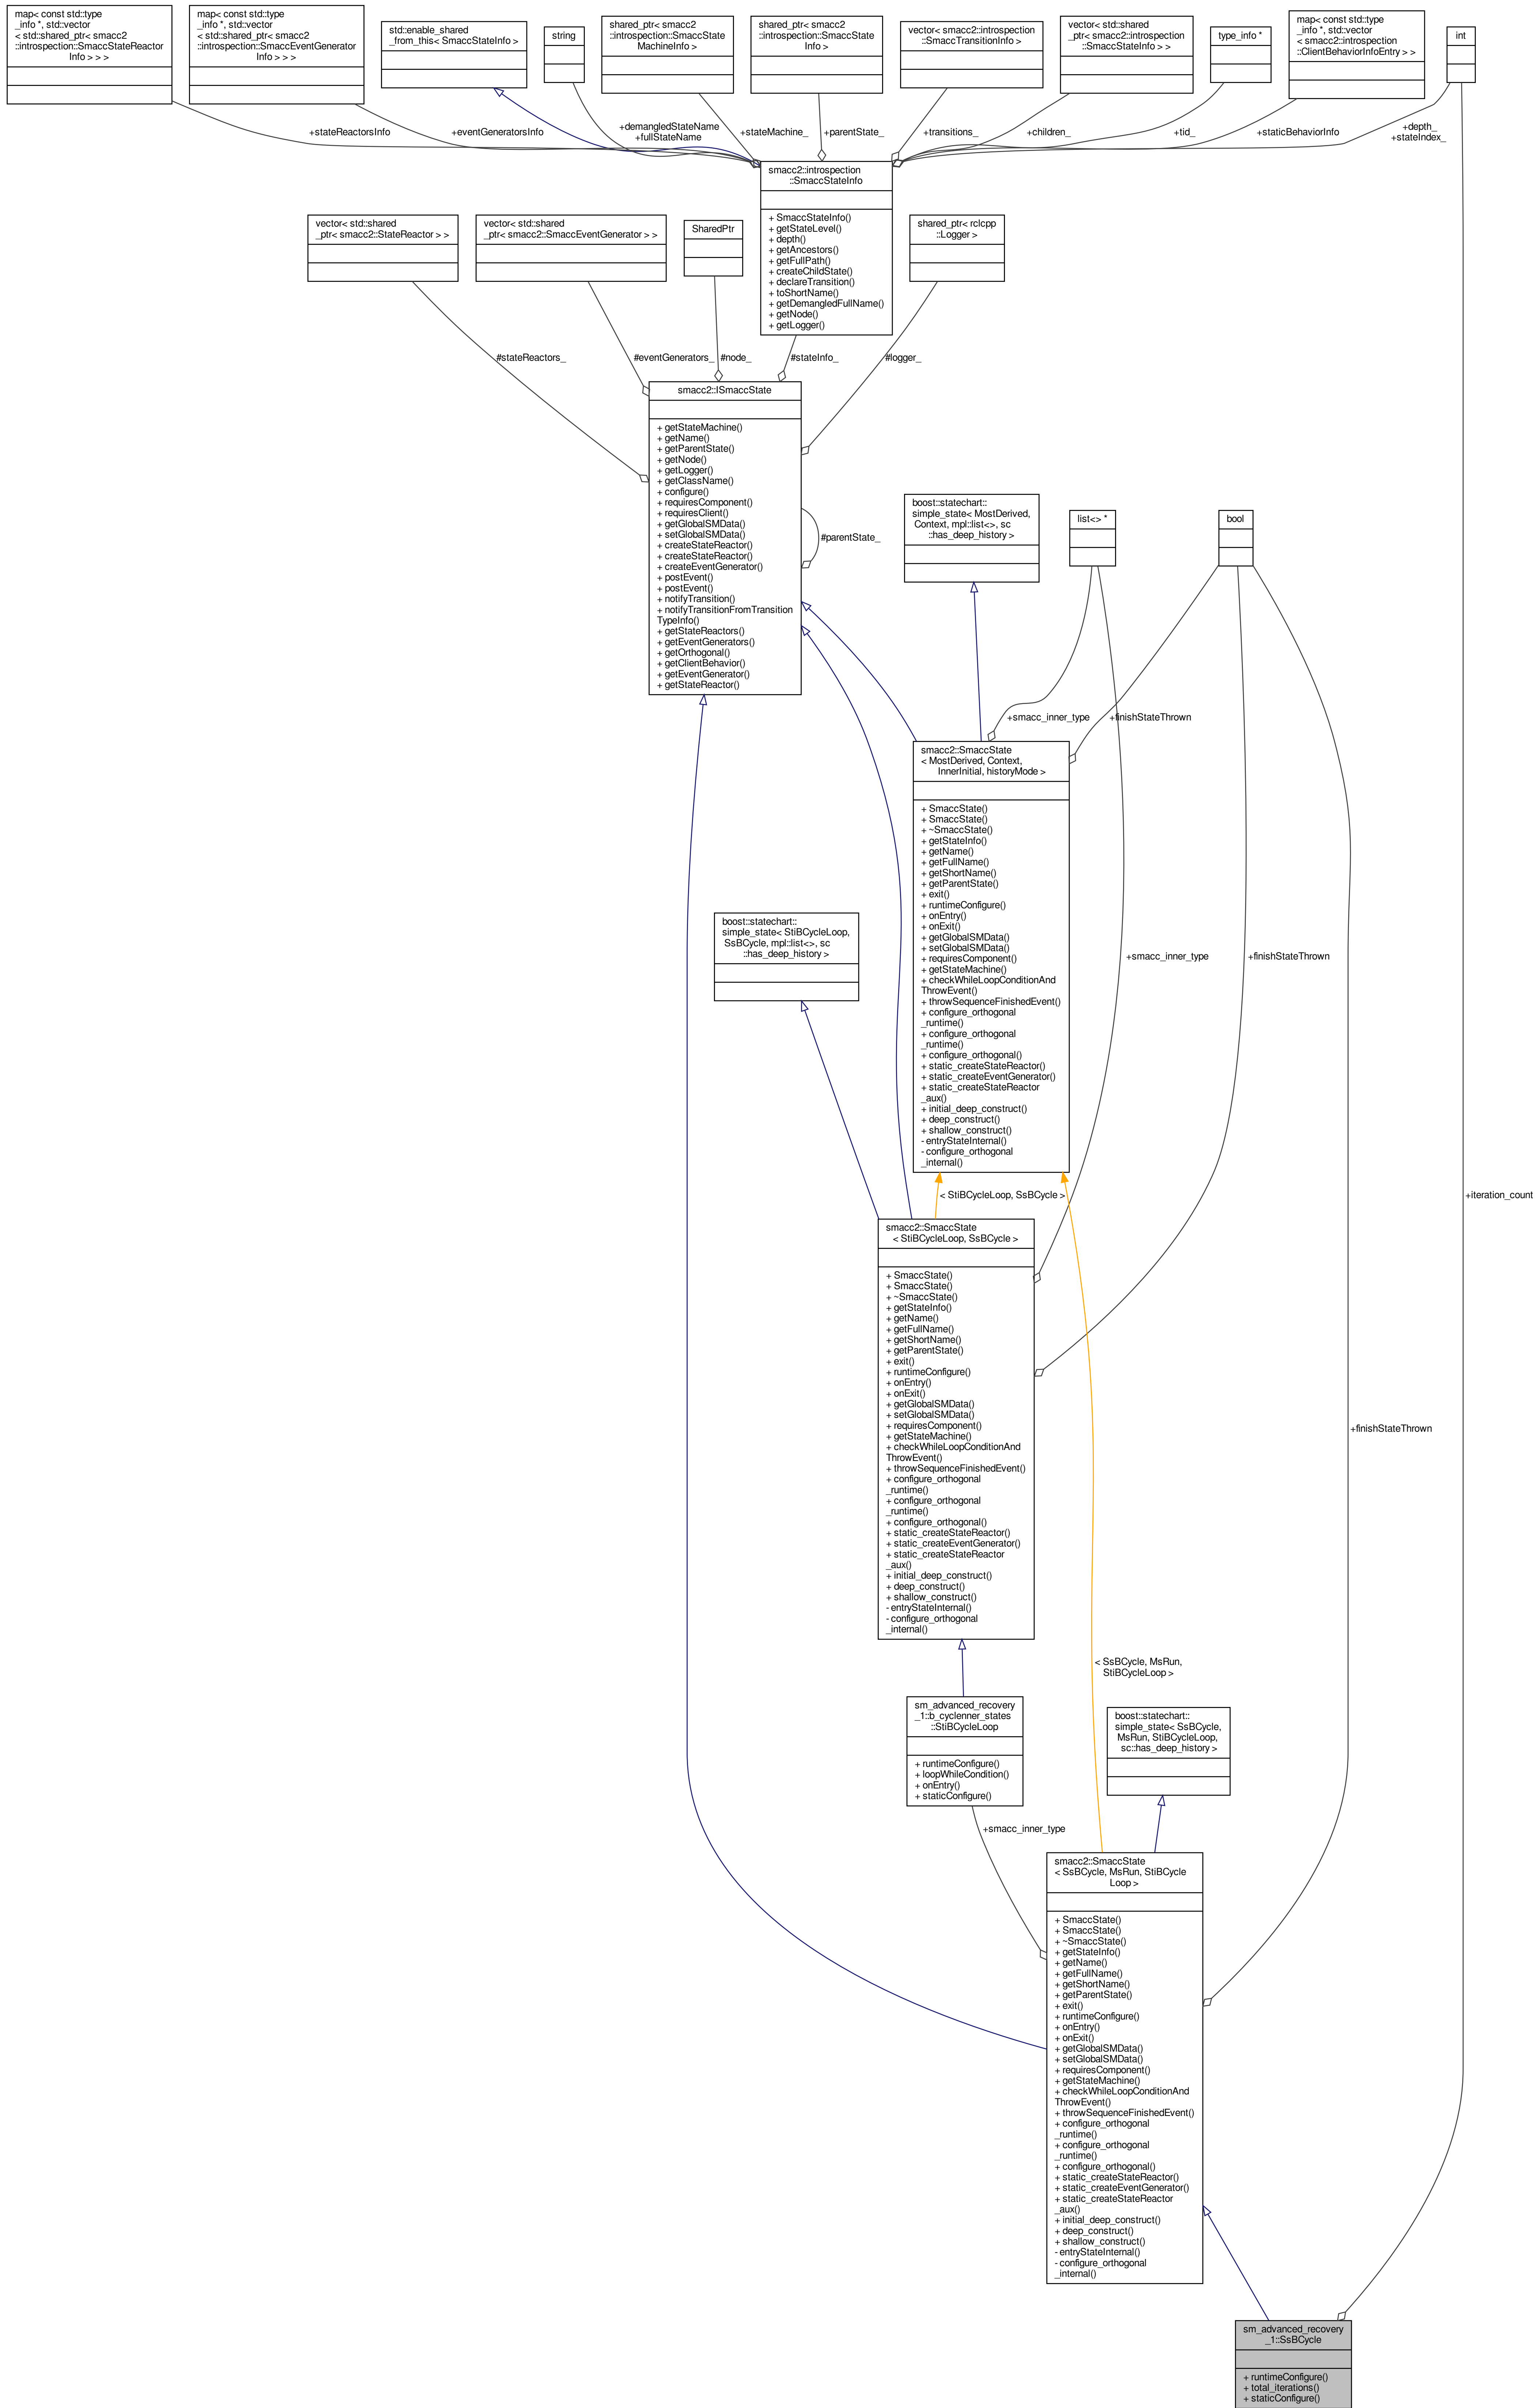 map< const std::type
_info *, std::vector
< std::shared_ptr< smacc2
::introspection::SmaccStateReactor
Info > > >
map< const std::type
_info *, std::vector
< std::shared_ptr< smacc2
::introspection::SmaccEventGenerator
Info > > >
std::enable_shared
_from_this< SmaccStateInfo >
string
shared_ptr< smacc2
::introspection::SmaccState
MachineInfo >
shared_ptr< smacc2
::introspection::SmaccState
Info >
vector< smacc2::introspection
::SmaccTransitionInfo >
vector< std::shared
_ptr< smacc2::introspection
::SmaccStateInfo > >
type_info *
map< const std::type
_info *, std::vector
< smacc2::introspection
::ClientBehaviorInfoEntry > >
int
+stateReactorsInfo
+eventGeneratorsInfo
+demangledStateName
+fullStateName
+stateMachine_
+parentState_
+transitions_
+children_
+tid_
+staticBehaviorInfo
+depth_
+stateIndex_
smacc2::introspection
::SmaccStateInfo
+ SmaccStateInfo()
+ getStateLevel()
+ depth()
+ getAncestors()
+ getFullPath()
+ createChildState()
+ declareTransition()
+ toShortName()
+ getDemangledFullName()
+ getNode()
+ getLogger()
vector< std::shared
_ptr< smacc2::StateReactor > >
vector< std::shared
_ptr< smacc2::SmaccEventGenerator > >
SharedPtr
shared_ptr< rclcpp
::Logger >
#stateReactors_
#eventGenerators_
#node_
#stateInfo_
#logger_
smacc2::ISmaccState
+ getStateMachine()
+ getName()
+ getParentState()
+ getNode()
+ getLogger()
+ getClassName()
+ configure()
+ requiresComponent()
+ requiresClient()
+ getGlobalSMData()
+ setGlobalSMData()
+ createStateReactor()
+ createStateReactor()
+ createEventGenerator()
+ postEvent()
+ postEvent()
+ notifyTransition()
+ notifyTransitionFromTransition
TypeInfo()
+ getStateReactors()
+ getEventGenerators()
+ getOrthogonal()
+ getClientBehavior()
+ getEventGenerator()
+ getStateReactor()
#parentState_
boost::statechart::
simple_state< MostDerived,
Context, mpl::list<>, sc
::has_deep_history >
list<> *
bool
+smacc_inner_type
+finishStateThrown
smacc2::SmaccState
< MostDerived, Context,
InnerInitial, historyMode >
+ SmaccState()
+ SmaccState()
+ ~SmaccState()
+ getStateInfo()
+ getName()
+ getFullName()
+ getShortName()
+ getParentState()
+ exit()
+ runtimeConfigure()
+ onEntry()
+ onExit()
+ getGlobalSMData()
+ setGlobalSMData()
+ requiresComponent()
+ getStateMachine()
+ checkWhileLoopConditionAnd
ThrowEvent()
+ throwSequenceFinishedEvent()
+ configure_orthogonal
_runtime()
+ configure_orthogonal
_runtime()
+ configure_orthogonal()
+ static_createStateReactor()
+ static_createEventGenerator()
+ static_createStateReactor
_aux()
+ initial_deep_construct()
+ deep_construct()
+ shallow_construct()
- entryStateInternal()
- configure_orthogonal
_internal()
boost::statechart::
simple_state< StiBCycleLoop,
SsBCycle, mpl::list<>, sc
::has_deep_history >
+smacc_inner_type
+finishStateThrown
< StiBCycleLoop, SsBCycle >
+iteration_count
smacc2::SmaccState
< StiBCycleLoop, SsBCycle >
+ SmaccState()
+ SmaccState()
+ ~SmaccState()
+ getStateInfo()
+ getName()
+ getFullName()
+ getShortName()
+ getParentState()
+ exit()
+ runtimeConfigure()
+ onEntry()
+ onExit()
+ getGlobalSMData()
+ setGlobalSMData()
+ requiresComponent()
+ getStateMachine()
+ checkWhileLoopConditionAnd
ThrowEvent()
+ throwSequenceFinishedEvent()
+ configure_orthogonal
_runtime()
+ configure_orthogonal
_runtime()
+ configure_orthogonal()
+ static_createStateReactor()
+ static_createEventGenerator()
+ static_createStateReactor
_aux()
+ initial_deep_construct()
+ deep_construct()
+ shallow_construct()
- entryStateInternal()
- configure_orthogonal
_internal()
+finishStateThrown
< SsBCycle, MsRun,
StiBCycleLoop >
sm_advanced_recovery
_1::b_cyclenner_states
::StiBCycleLoop
+ runtimeConfigure()
+ loopWhileCondition()
+ onEntry()
+ staticConfigure()
boost::statechart::
simple_state< SsBCycle,
MsRun, StiBCycleLoop,
sc::has_deep_history >
+smacc_inner_type
smacc2::SmaccState
< SsBCycle, MsRun, StiBCycle
Loop >
+ SmaccState()
+ SmaccState()
+ ~SmaccState()
+ getStateInfo()
+ getName()
+ getFullName()
+ getShortName()
+ getParentState()
+ exit()
+ runtimeConfigure()
+ onEntry()
+ onExit()
+ getGlobalSMData()
+ setGlobalSMData()
+ requiresComponent()
+ getStateMachine()
+ checkWhileLoopConditionAnd
ThrowEvent()
+ throwSequenceFinishedEvent()
+ configure_orthogonal
_runtime()
+ configure_orthogonal
_runtime()
+ configure_orthogonal()
+ static_createStateReactor()
+ static_createEventGenerator()
+ static_createStateReactor
_aux()
+ initial_deep_construct()
+ deep_construct()
+ shallow_construct()
- entryStateInternal()
- configure_orthogonal
_internal()
sm_advanced_recovery
_1::SsBCycle
+ runtimeConfigure()
+ total_iterations()
+ staticConfigure()